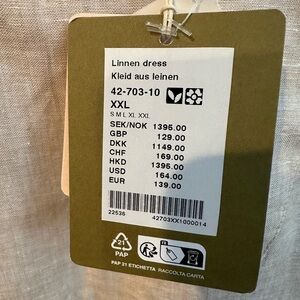 Linnen dress
Kleid aus leinen
42-703-10
XXL
S M L XL XXL
SEK/NOK 1395.00
GBP 129.00
DKK 1149.00
CHF 169.00
HKD 1395.00
USD 164.00
EUR 139.00
22536 42703XX1000014
21
PAP
FR
PAP 21 ETICHETTA RACCOLTA CARTA